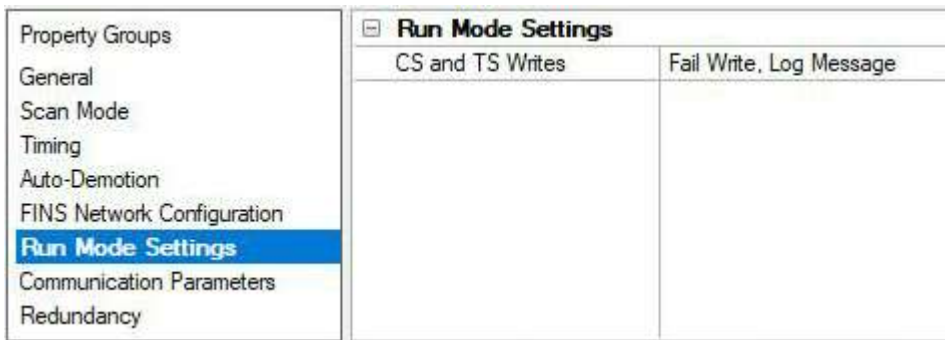 Property Groups
General
Scan Mode
Timing
Auto-Demotion
FINS Network Configuration
Run Mode Settings
Communication Parameters
Redundancy
Run Mode Settings
CS and TS Writes Fail Write, Log Message